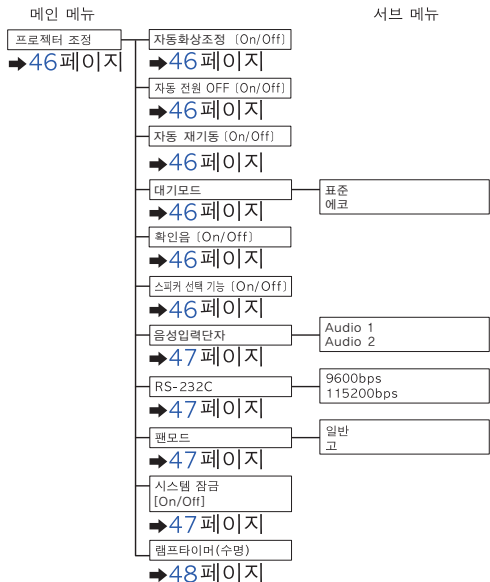 메인 메뉴
서브 메뉴
프로젝터 조정
➡46페이지
자동화상조정 (On/Off)
➡46페이지
자동 전원 OFF (On/Off)
➡46페이지
자동 재기동 (On/Off)
➡46페이지
대기모드
➡46페이지
표준
에코
확인음 (On/Off)
➡46페이지
스피커 선택 기능 (On/Off)
➡46페이지
음성입력단자
➡47페이지
Audio 1
Audio 2
RS-232C
➡47페이지
9600bps
115200bps
팬모드
➡47페이지
일반
고
시스템 잠금
[On/Off]
➡47페이지
램프타이머(수명)
➡48페이지